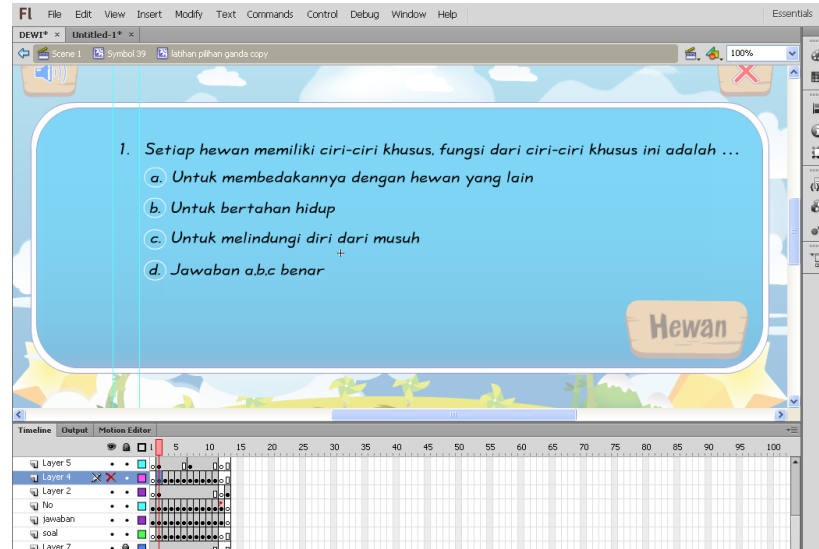 Fl File Edit View Insert Modify Text Commands Control Debug Window Help Essentials
DEWI* × Untitled-1* ×
Scene 1 Symbol 39 latihan pilihan ganda copy 100%
1. Setiap hewan memiliki ciri-ciri khusus, fungsi dari ciri-ciri khusus ini adalah ...
a. Untuk membedakannya dengan hewan yang lain
b. Untuk bertahan hidup
c. Untuk melindungi diri dari musuh
d. Jawaban a,b,c benar
Hewan
Timeline Output Motion Editor
1 5 10 15 20 25 30 35 40 45 50 55 60 65 70 75 80 85 90 95 100
Layer 5
Layer 4
Layer 2
No
jawaban
soal
Layer 7